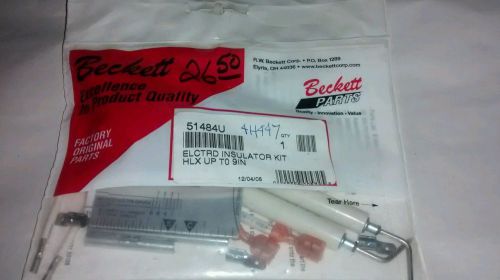 R.W. Beckett Corp. • P.O. Box 1289
Elyria, OH 44036 • www.beckettcorp.com
Beckett
26 50
Excellence
in Product Quality
Beckett
PARTS
Quality • Innovation • Value
FACTORY
ORIGINAL
PARTS
51484U
44447
QTY
1
ELCTRD INSULATOR KIT
HLX UP TO 9IN
12/04/06
Tear Here